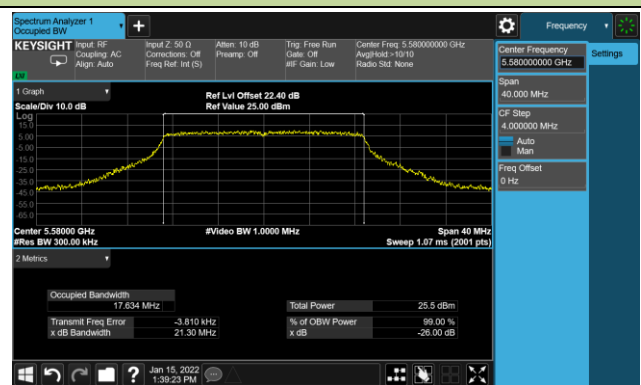 Spectrum Analyzer 1
Occupied BW
+
Frequency
KEYSIGHT
Input: RF
Coupling: AC
Align: Auto
Input Z: 50 Ω
Corrections: Off
Freq Ref: Int (S)
Atten: 10 dB
Preamp: Off
Trig: Free Run
Gate: Off
#IF Gain: Low
Center Freq: 5.580000000 GHz
Avg|Hold:>10/10
Radio Std: None
LV
Center Frequency
5.580000000 GHz
Settings
Span
40.000 MHz
CF Step
4.000000 MHz
Auto
Man
Freq Offset
0 Hz
1 Graph
Scale/Div 10.0 dB
Ref Lvl Offset 22.40 dB
Ref Value 25.00 dBm
Log
15.0
5.00
-5.00
-15.0
-25.0
-35.0
-45.0
-55.0
-65.0
Center 5.58000 GHz
#Res BW 300.00 kHz
#Video BW 1.0000 MHz
Span 40 MHz
Sweep 1.07 ms (2001 pts)
2 Metrics
Occupied Bandwidth
17.634 MHz
Total Power 25.5 dBm
Transmit Freq Error -3.810 kHz
% of OBW Power 99.00 %
x dB Bandwidth 21.30 MHz
x dB -26.00 dB
?
Jan 15, 2022
1:39:23 PM